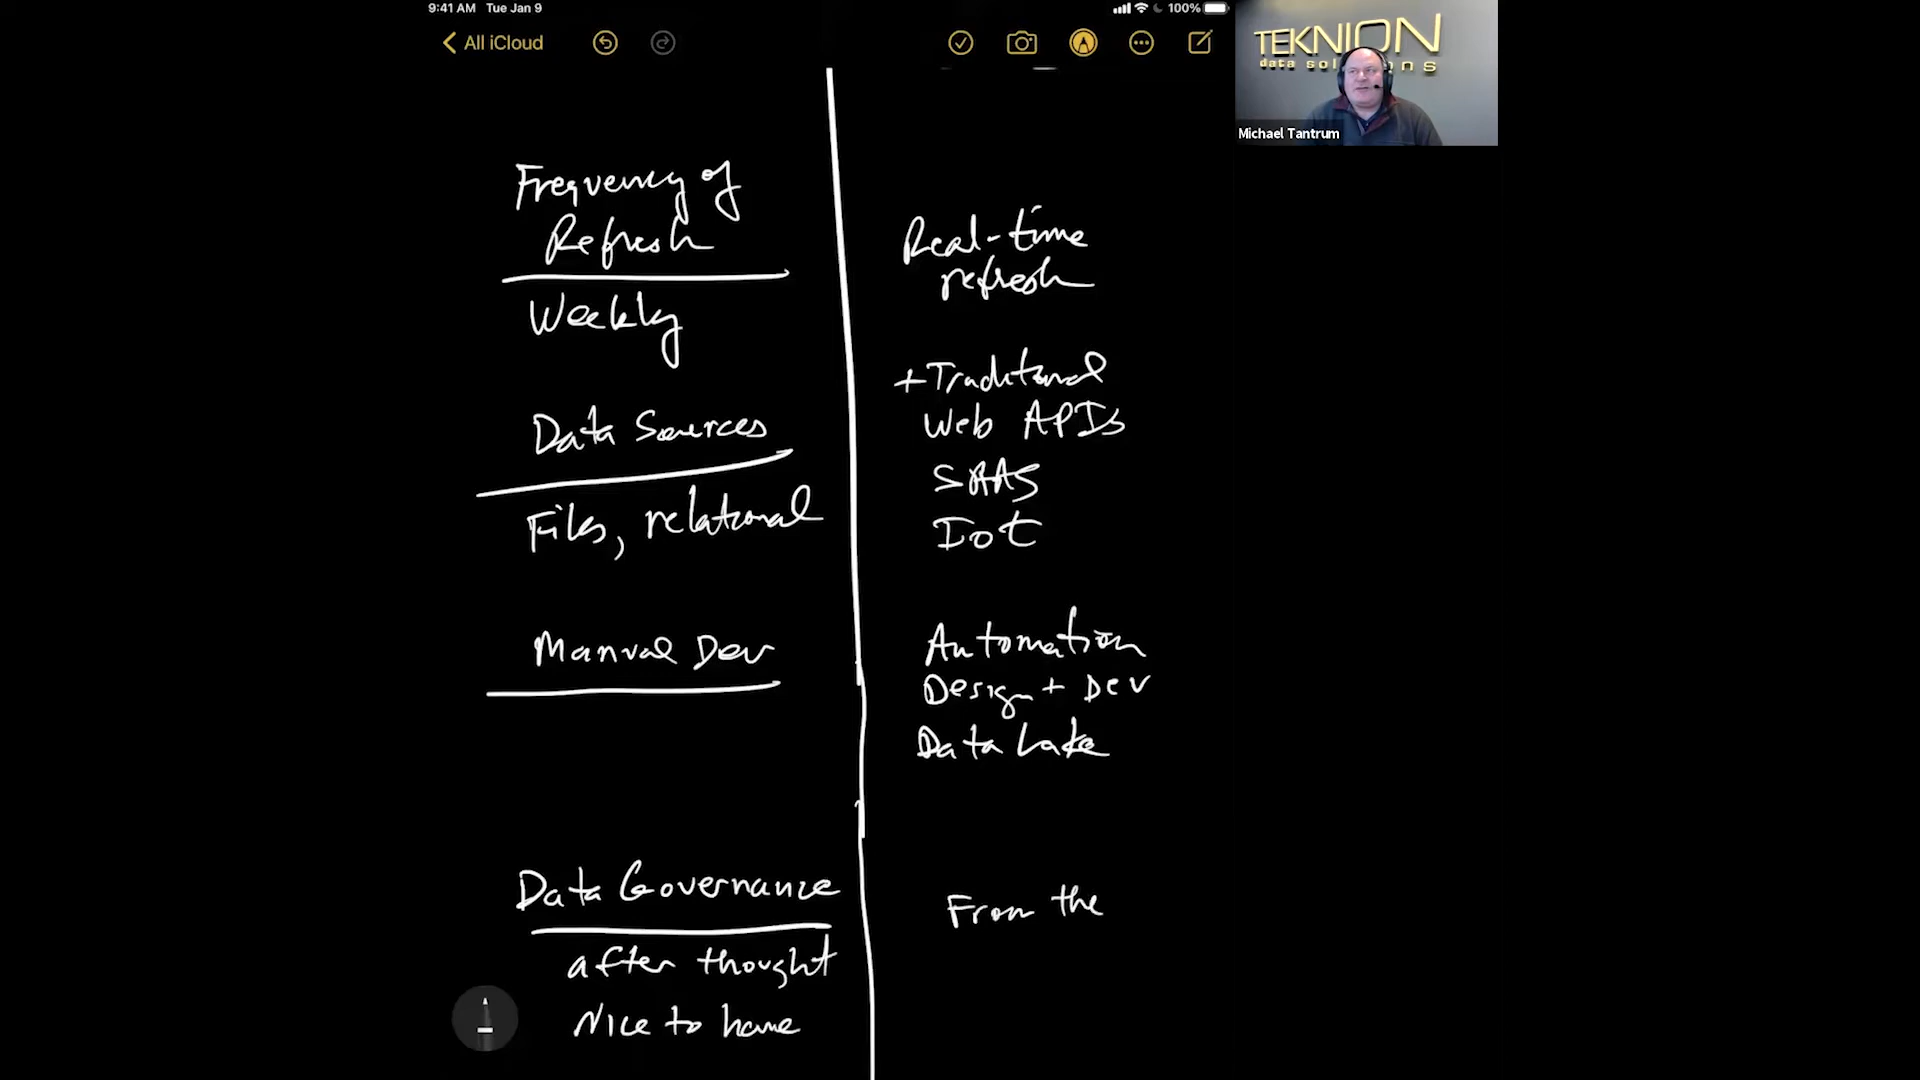 9:41 AM Tue Jan 9
100%
All iCloud
TEKNION
data solutions
Michael Tantrum
Frequency of
Refresh
Weekly
Data Sources
Files, relational
Manual Dev
Data Governance
after thought
Nice to have
Real-time
refresh
+Traditional
Web APIs
SAAS
IoT
Automation
Design + Dev
Data Lake
From the